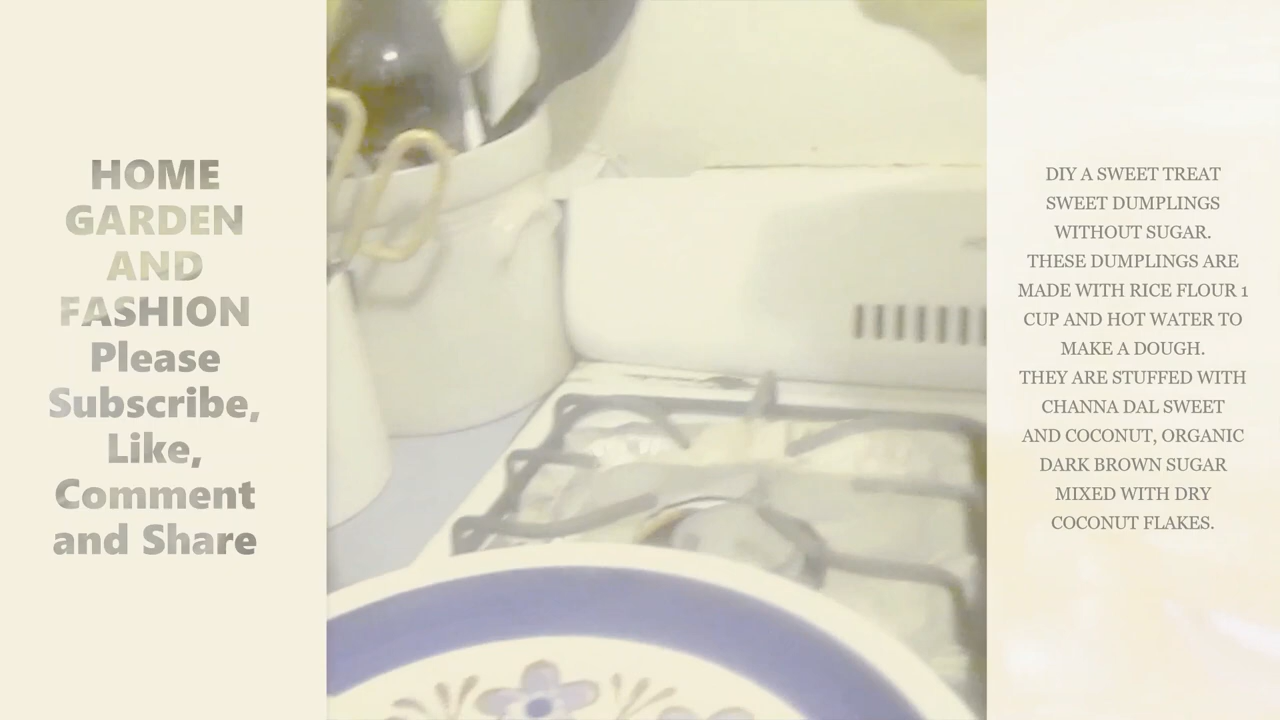 HOME
GARDEN
AND
FASHION
Please
Subscribe,
Like,
Comment
and Share
DIY A SWEET TREAT
SWEET DUMPLINGS
WITHOUT SUGAR.
THESE DUMPLINGS ARE
MADE WITH RICE FLOUR 1
CUP AND HOT WATER TO
MAKE A DOUGH.
THEY ARE STUFFED WITH
CHANNA DAL SWEET
AND COCONUT, ORGANIC
DARK BROWN SUGAR
MIXED WITH DRY
COCONUT FLAKES.